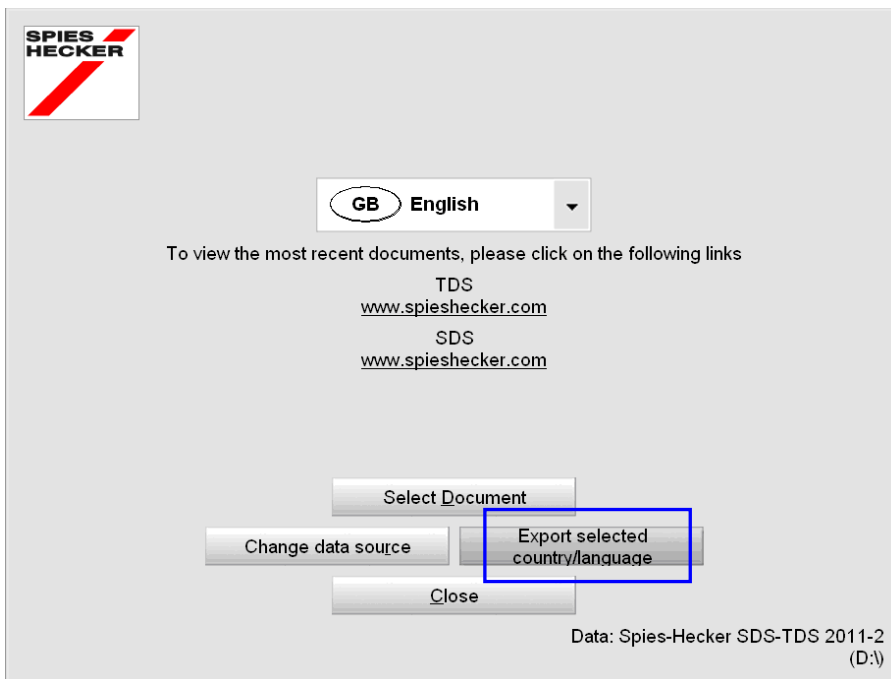 SPIES
HECKER
GB English
To view the most recent documents, please click on the following links
TDS
www.spieshecker.com
SDS
www.spieshecker.com
Select Document
Change data source
Export selected
country/language
Close
Data: Spies-Hecker SDS-TDS 2011-2
(D:\)